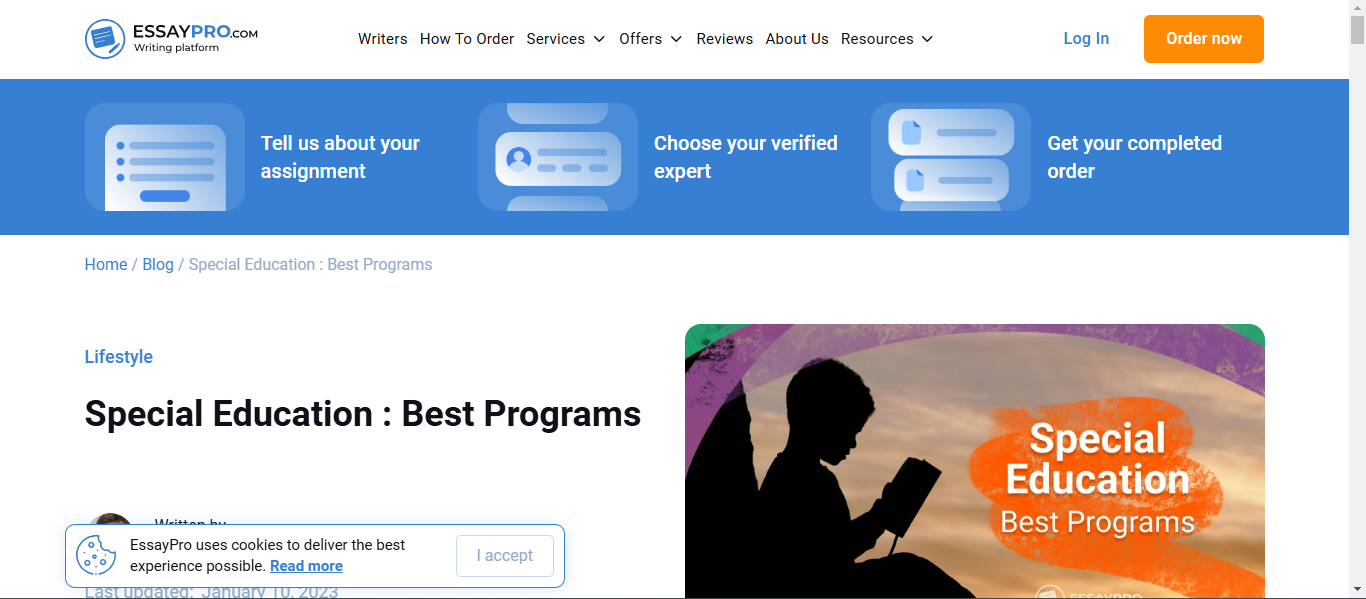 ESSAYPRO.COM
Writing platform
Writers How To Order Services Offers Reviews About Us Resources Log In Order now
Tell us about your
assignment
Choose your verified
expert
Get your completed
order
Home / Blog / Special Education : Best Programs
Lifestyle
Special Education : Best Programs
Special
Education
Best Programs
ESSAYPRO
Written by
EssayPro uses cookies to deliver the best
experience possible. Read more
I accept
Last updated: January 10, 2023